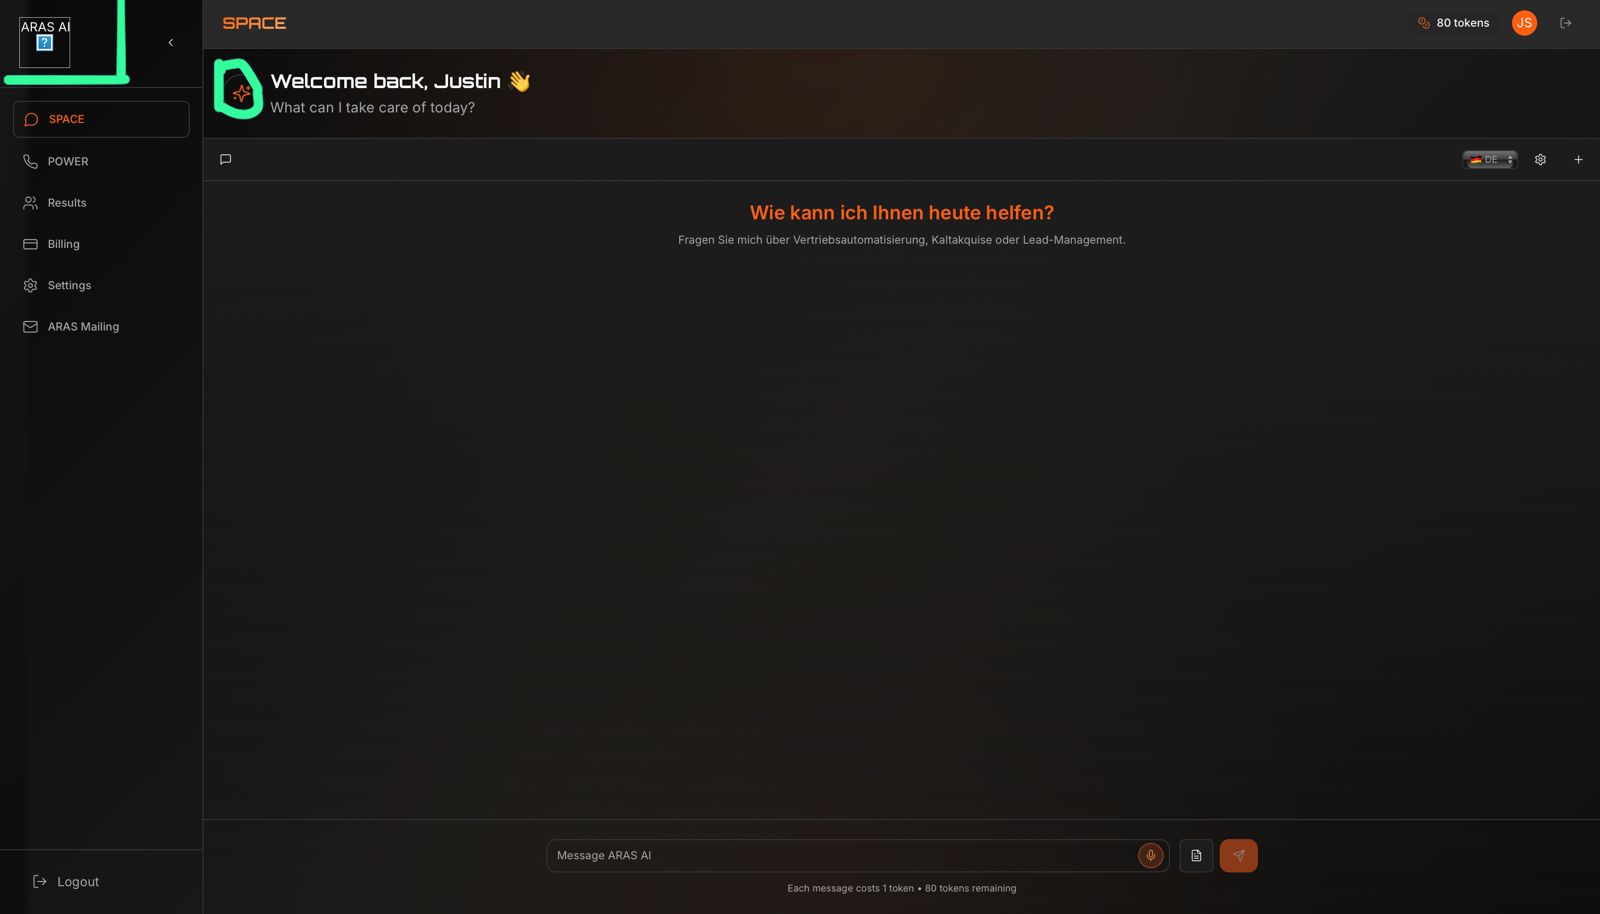 ARAS AI
SPACE
80 tokens
JS
Welcome back, Justin 👋
What can I take care of today?
SPACE
POWER
Results
Billing
Settings
ARAS Mailing
Logout
DE
Wie kann ich Ihnen heute helfen?
Fragen Sie mich über Vertriebsautomatisierung, Kaltakquise oder Lead-Management.
Message ARAS AI
Each message costs 1 token • 80 tokens remaining